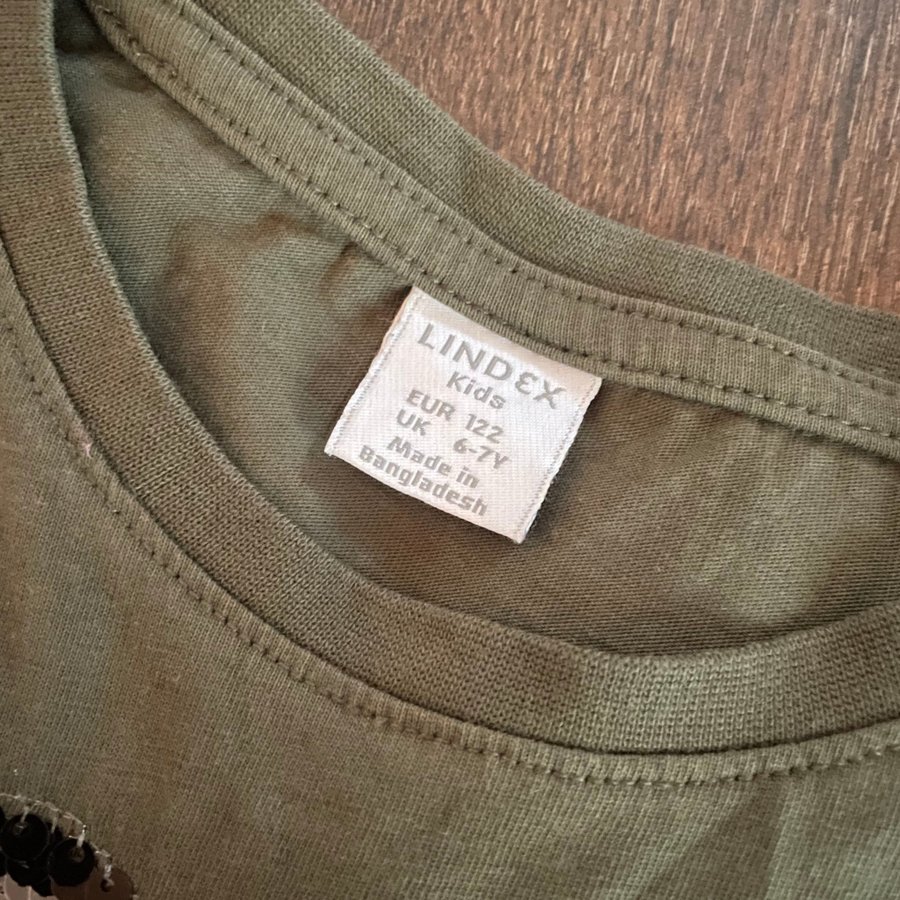 LINDEX
Kids
EUR 122
UK 6-7Y
Made in
Bangladesh